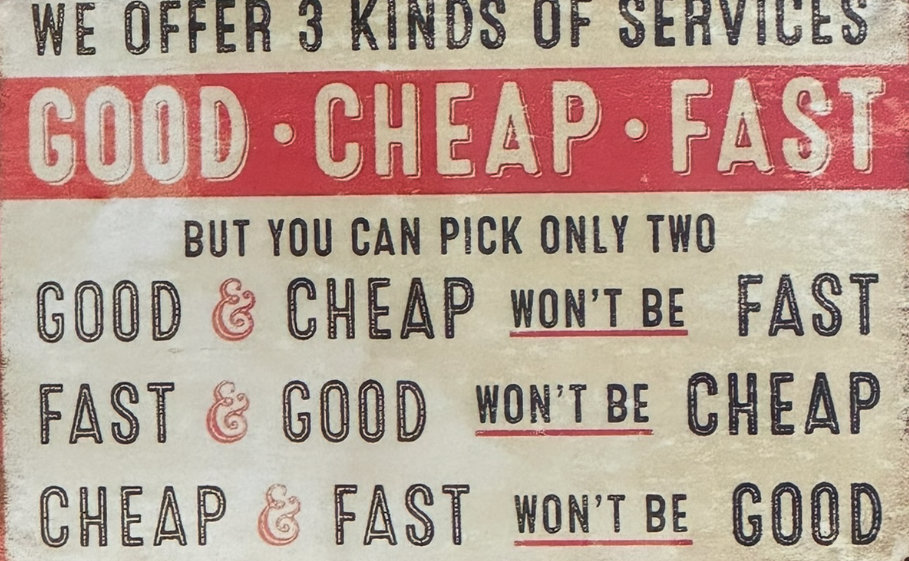 WE OFFER 3 KINDS OF SERVICES
GOOD · CHEAP · FAST
BUT YOU CAN PICK ONLY TWO
GOOD & CHEAP WON'T BE FAST
FAST & GOOD WON'T BE CHEAP
CHEAP & FAST WON'T BE GOOD